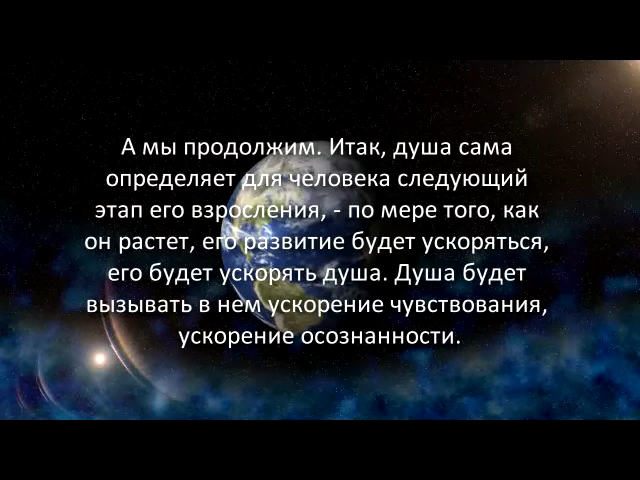 А мы продолжим. Итак, душа сама
определяет для человека следующий
этап его взросления, - по мере того, как
он растет, его развитие будет ускоряться,
его будет ускорять душа. Душа будет
вызывать в нем ускорение чувствования,
ускорение осознанности.